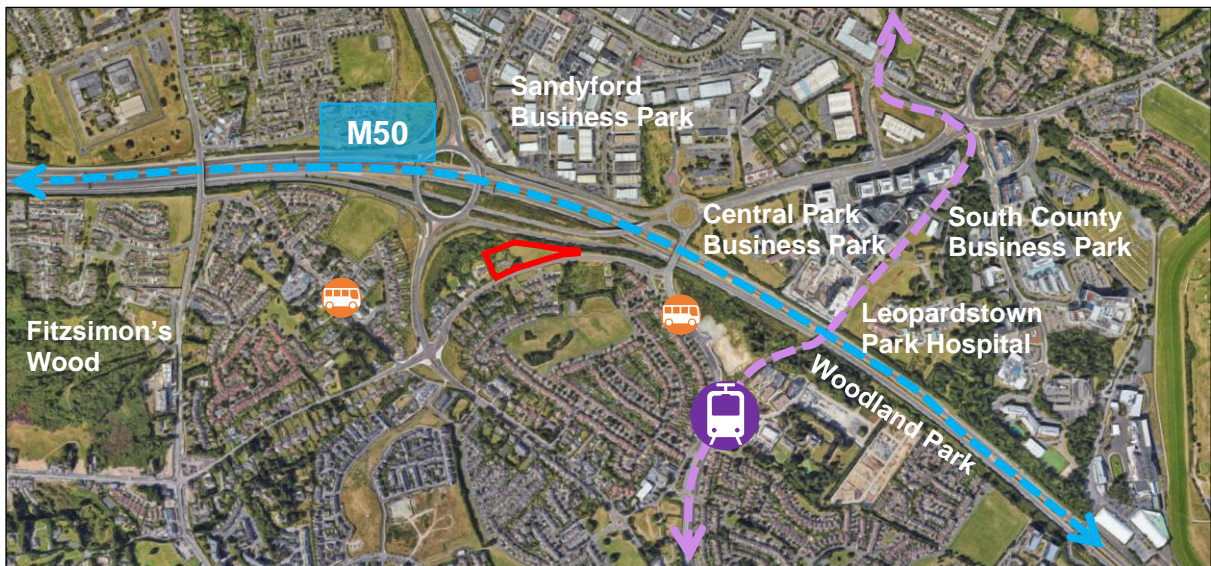 Sandyford
Business Park
M50
Central Park
Business Park
South County
Business Park
Leopardstown
Park Hospital
Fitzsimon's
Wood
Woodland Park